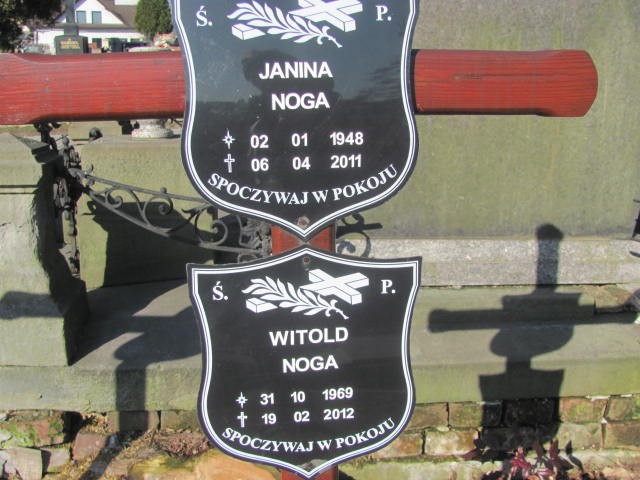 Ś. P.
JANINA
NOGA
02 01 1948
06 04 2011
SPOCZYWAJ W POKOJU
Ś. P.
WITOLD
NOGA
31 10 1969
19 02 2012
SPOCZYWAJ W POKOJU